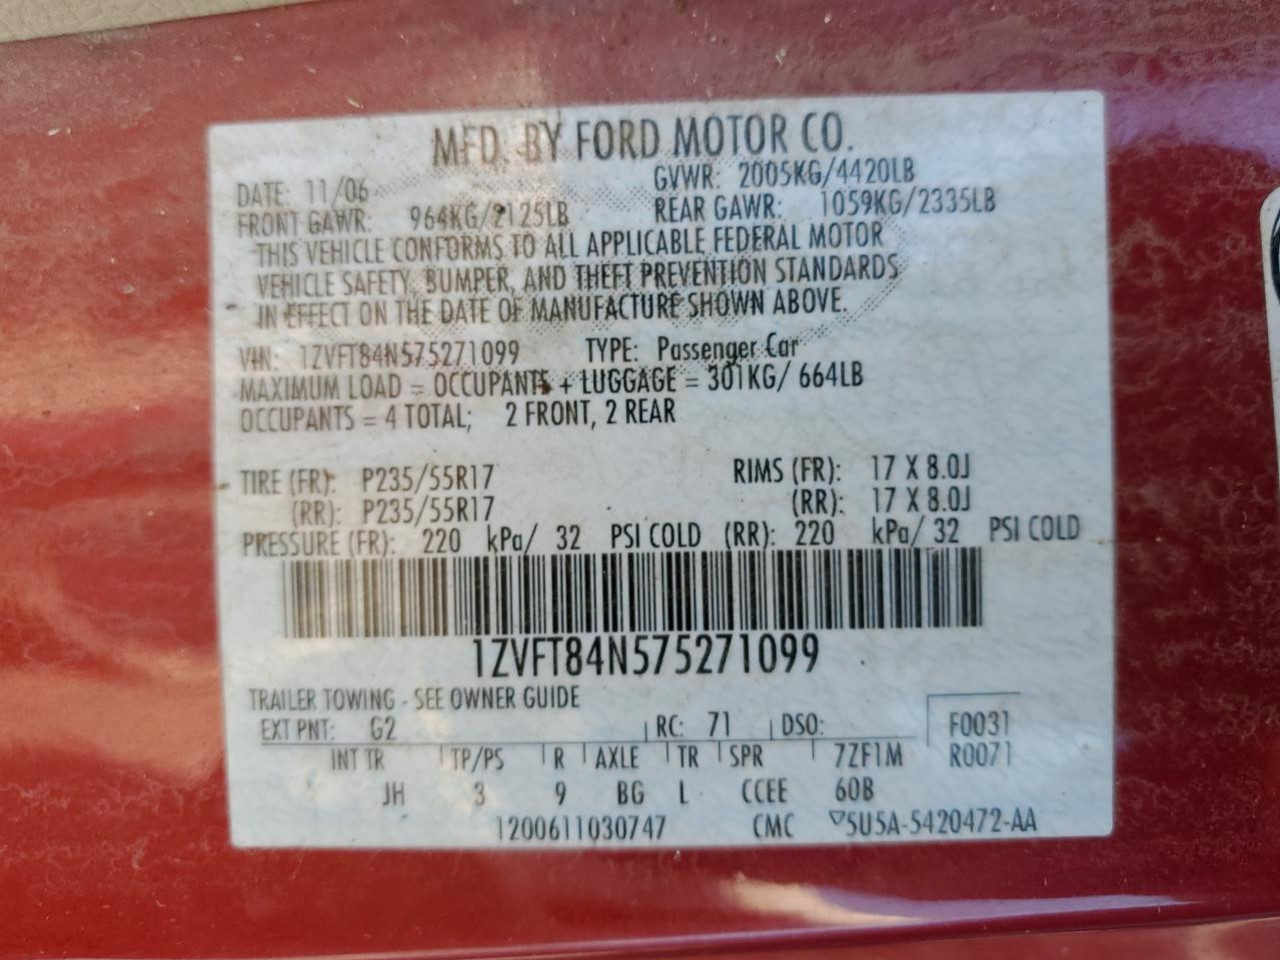 MFD. BY FORD MOTOR CO.
DATE: 11/06 GVWR: 2005KG/4420LB
FRONT GAWR: 964KG/2125LB REAR GAWR: 1059KG/2335LB
THIS VEHICLE CONFORMS TO ALL APPLICABLE FEDERAL MOTOR
VEHICLE SAFETY, BUMPER, AND THEFT PREVENTION STANDARDS
IN EFFECT ON THE DATE OF MANUFACTURE SHOWN ABOVE.
VIN: 1ZVFT84N575271099 TYPE: Passenger Car
MAXIMUM LOAD = OCCUPANTS + LUGGAGE = 301KG/ 664LB
OCCUPANTS = 4 TOTAL; 2 FRONT, 2 REAR
TIRE (FR): P235/55R17 RIMS (FR): 17 X 8.0J
(RR): P235/55R17 (RR): 17 X 8.0J
PRESSURE (FR): 220 kPa/ 32 PSI COLD (RR): 220 kPa/ 32 PSI COLD
1ZVFT84N575271099
TRAILER TOWING - SEE OWNER GUIDE
EXT PNT: G2 RC: 71 DSO: F0031
INT TR TP/PS R AXLE TR SPR 7ZF1M R0071
JH 3 9 BG L CCEE 60B
1200611030747 CMC ▽5U5A-5420472-AA